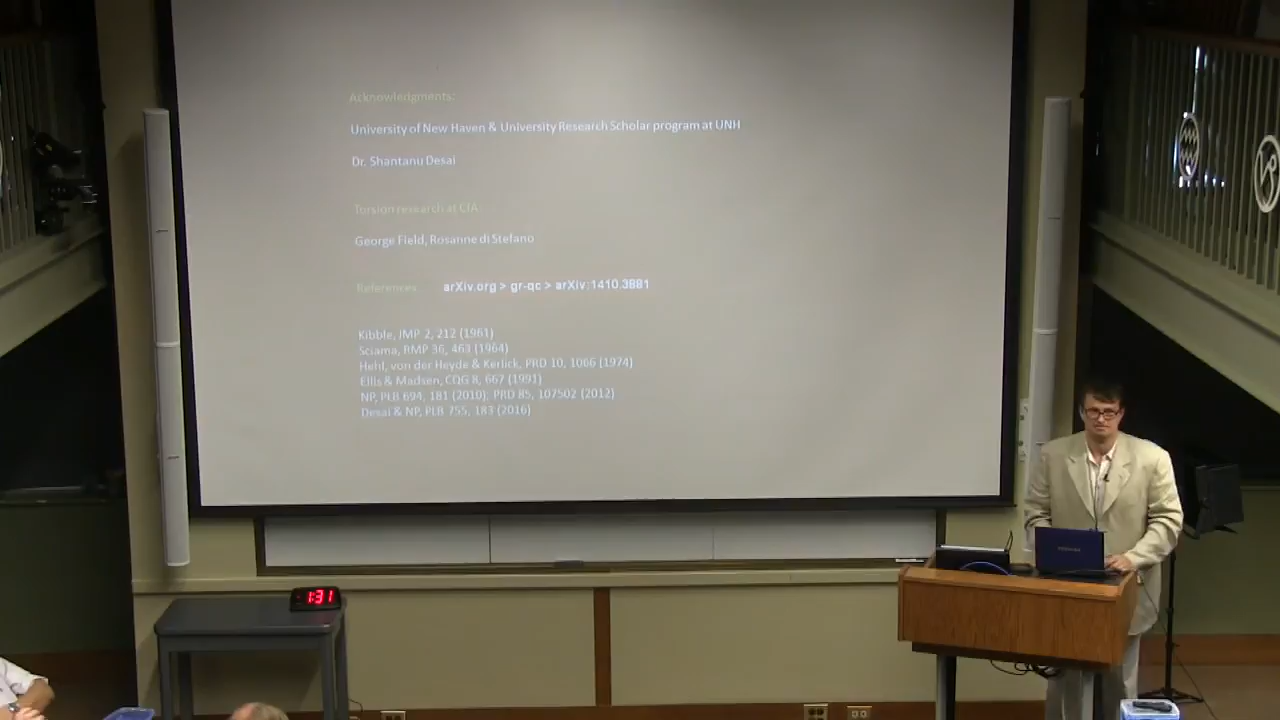 Acknowledgments:
University of New Haven & University Research Scholar program at UNH
Dr. Shantanu Desai
Torsion research at CfA:
George Field, Rosanne di Stefano
References: arXiv.org > gr-qc > arXiv:1410.3881
Kibble, JMP 2, 212 (1961)
Sciama, RMP 36, 463 (1964)
Hehl, von der Heyde & Kerlick, PRD 10, 1066 (1974)
Ellis & Madsen, CQG 8, 667 (1991)
NP, PLB 694, 181 (2010); PRD 85, 107502 (2012)
Desai & NP, PLB 755, 183 (2016)
1:31